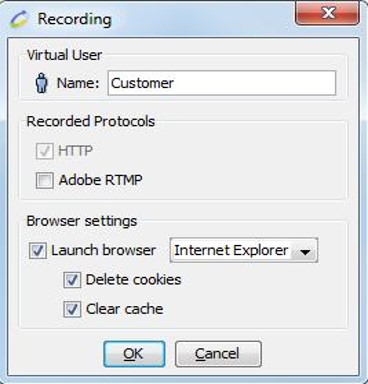 Recording
Virtual User
Name: Customer
Recorded Protocols
HTTP
Adobe RTMP
Browser settings
Launch browser Internet Explorer
Delete cookies
Clear cache
OK Cancel